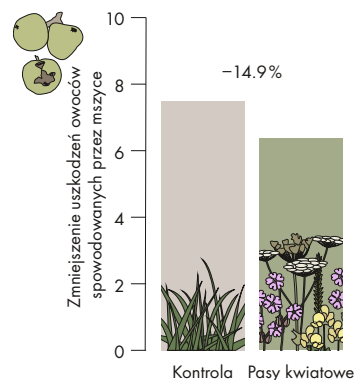 Zmniejszenie uszkodzeń owoców
spowodowanych przez mszyce
10
8
6
4
2
0
−14.9 %
Kontrola
Pasy kwiatowe